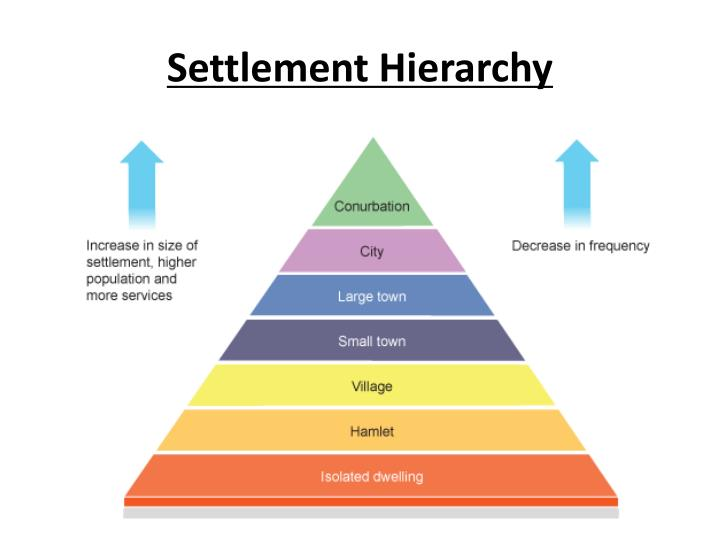 Settlement Hierarchy
Conurbation
Increase in size of
settlement, higher
population and
more services
Decrease in frequency
City
Large town
Small town
Village
Hamlet
Isolated dwelling